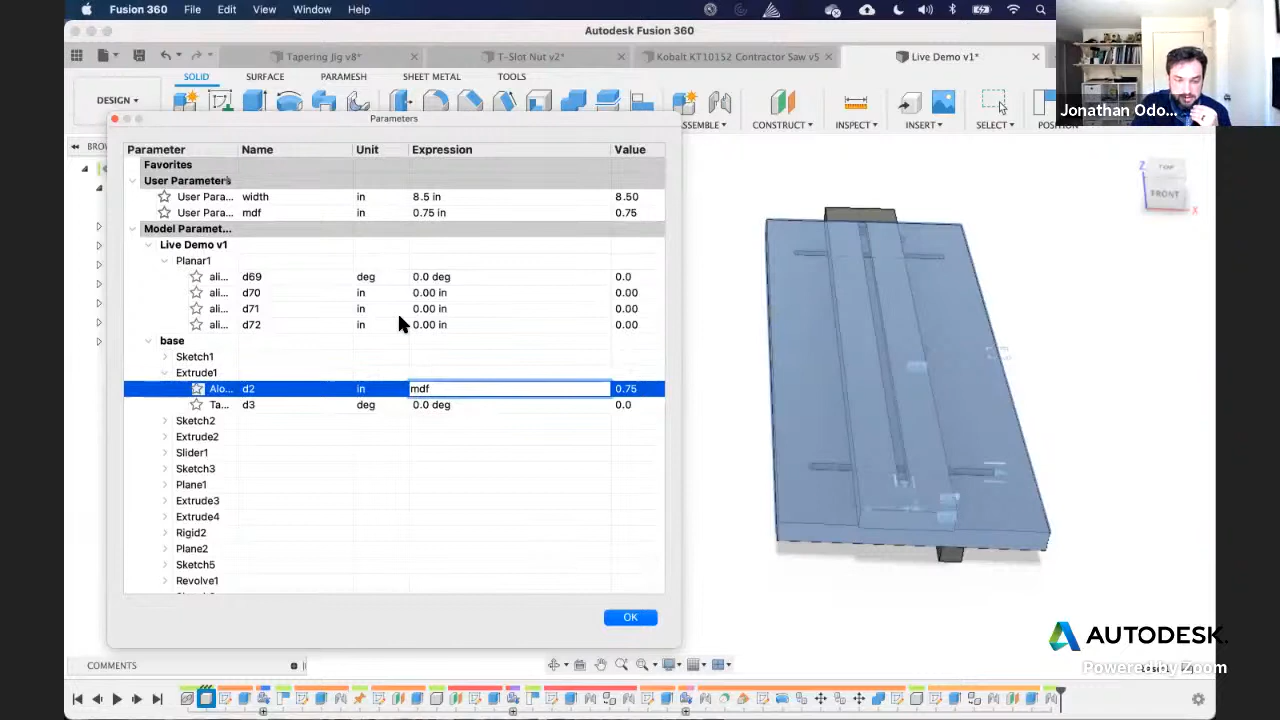 Fusion 360 File Edit View Window Help
Autodesk Fusion 360
Tapering Jig v8*
T-Slot Nut v2*
Kobalt KT10152 Contractor Saw v5
Live Demo v1*
SOLID SURFACE PARAMESH SHEET METAL TOOLS
DESIGN
ASSEMBLE CONSTRUCT INSPECT INSERT SELECT
Jonathan Odo...
Parameters
Parameter Name Unit Expression Value
Favorites
User Parameters
User Para... width in 8.5 in 8.50
User Para... mdf in 0.75 in 0.75
Model Paramet...
Live Demo v1
Planar1
ali... d69 deg 0.0 deg 0.0
ali... d70 in 0.00 in 0.00
ali... d71 in 0.00 in 0.00
ali... d72 in 0.00 in 0.00
base
Sketch1
Extrude1
Alo... d2 in mdf 0.75
Ta... d3 deg 0.0 deg 0.0
Sketch2
Extrude2
Slider1
Sketch3
Plane1
Extrude3
Extrude4
Rigid2
Plane2
Sketch5
Revolve1
OK
TOP
FRONT
Z
X
COMMENTS
AUTODESK.
Powered by Zoom